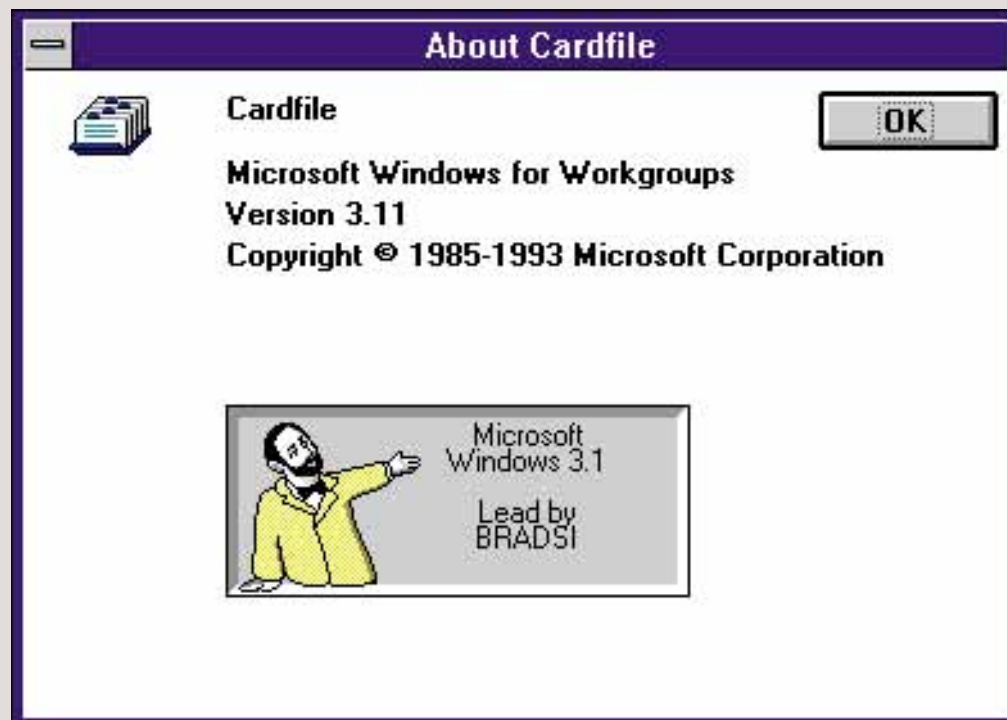 About Cardfile
Cardfile
OK
Microsoft Windows for Workgroups
Version 3.11
Copyright © 1985-1993 Microsoft Corporation
Microsoft
Windows 3.1
Lead by
BRADSI